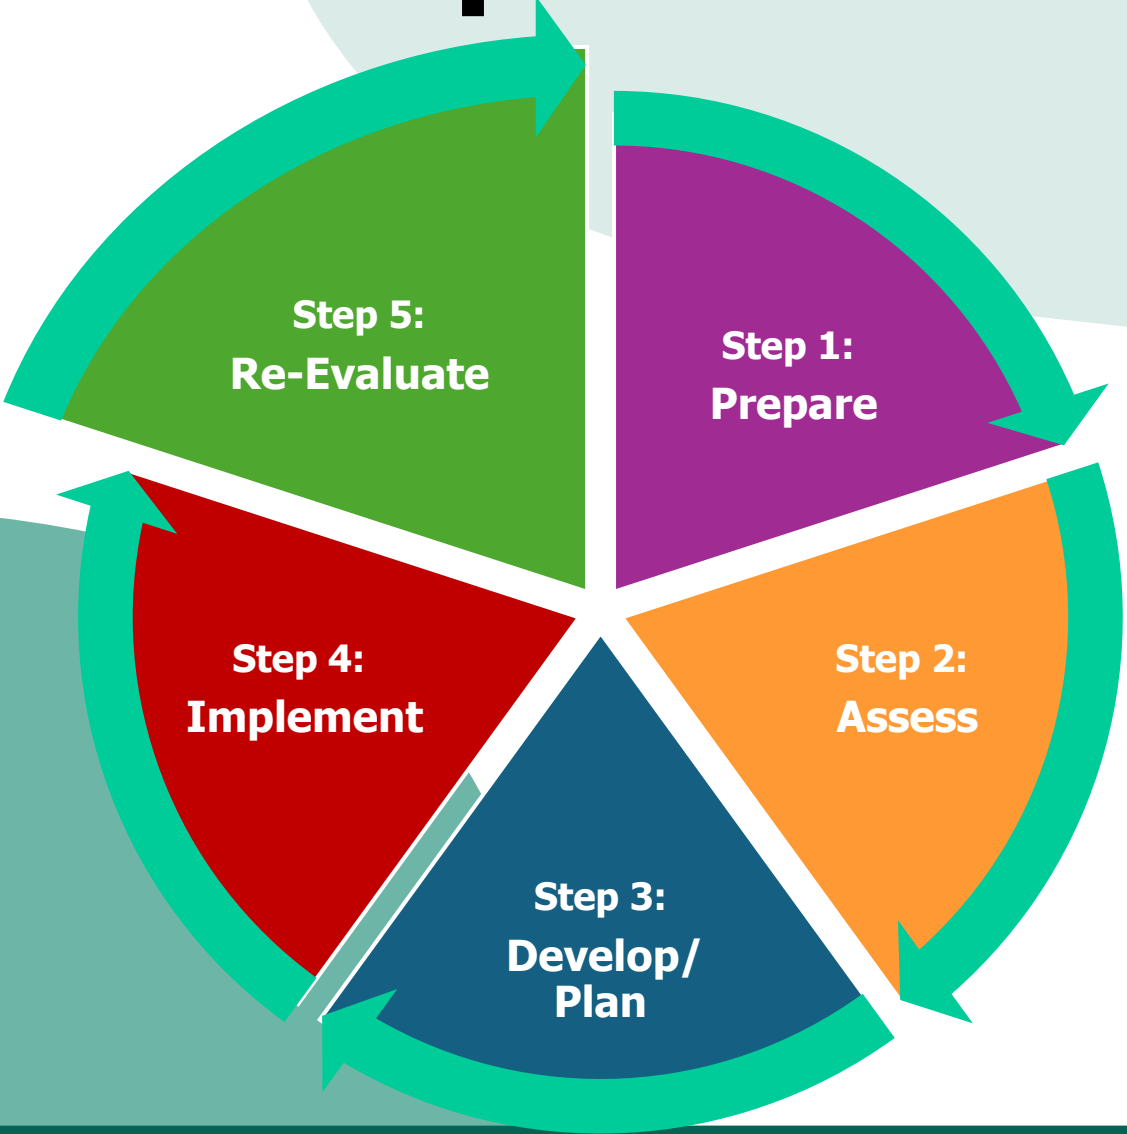 Step 1:
Prepare
Step 2:
Assess
Step 3:
Develop/
Plan
Step 4:
Implement
Step 5:
Re-Evaluate